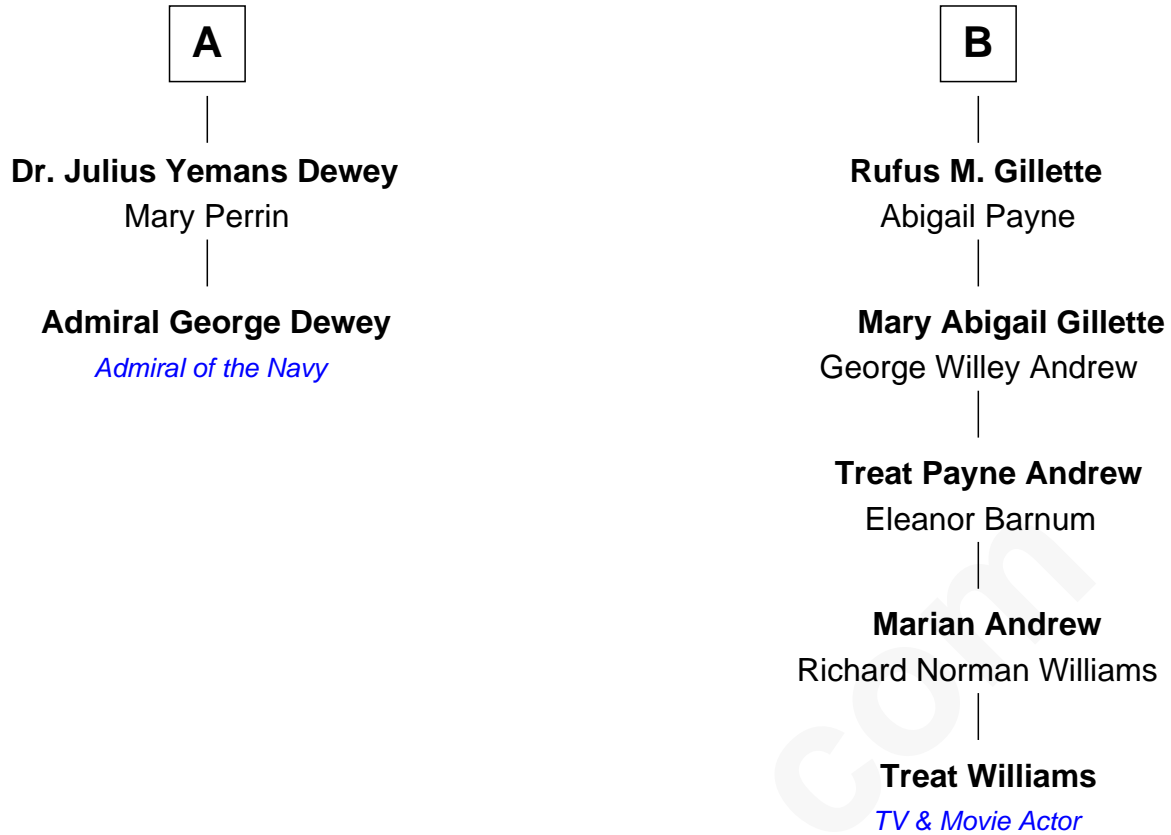 A
Dr. Julius Yemans Dewey
Mary Perrin
Admiral George Dewey
Admiral of the Navy
B
Rufus M. Gillette
Abigail Payne
Mary Abigail Gillette
George Willey Andrew
Treat Payne Andrew
Eleanor Barnum
Marian Andrew
Richard Norman Williams
Treat Williams
TV & Movie Actor
com